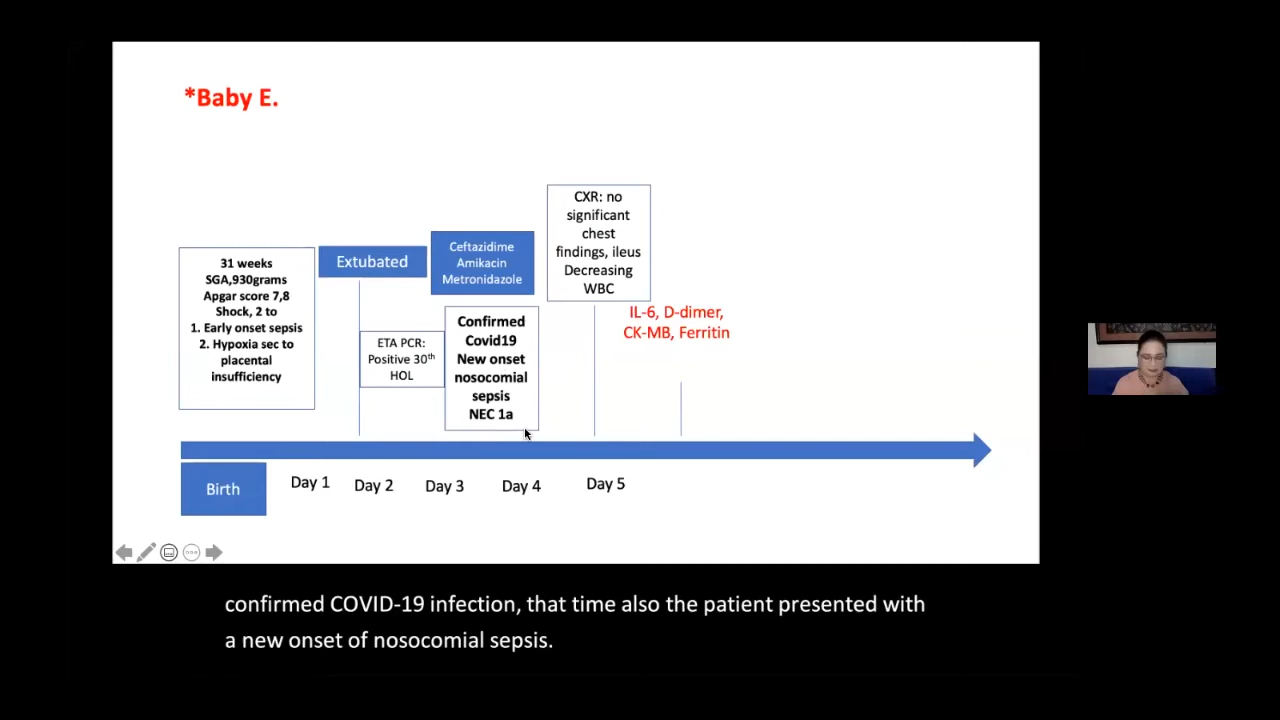 *Baby E.
31 weeks
SGA,930grams
Apgar score 7,8
Shock, 2 to
1. Early onset sepsis
2. Hypoxia sec to
placental
insufficiency
Extubated
ETA PCR:
Positive 30th
HOL
Ceftazidime
Amikacin
Metronidazole
Confirmed
Covid19
New onset
nosocomial
sepsis
NEC 1a
CXR: no
significant
chest
findings, ileus
Decreasing
WBC
IL-6, D-dimer,
CK-MB, Ferritin
Birth
Day 1
Day 2
Day 3
Day 4
Day 5
confirmed COVID-19 infection, that time also the patient presented with
a new onset of nosocomial sepsis.